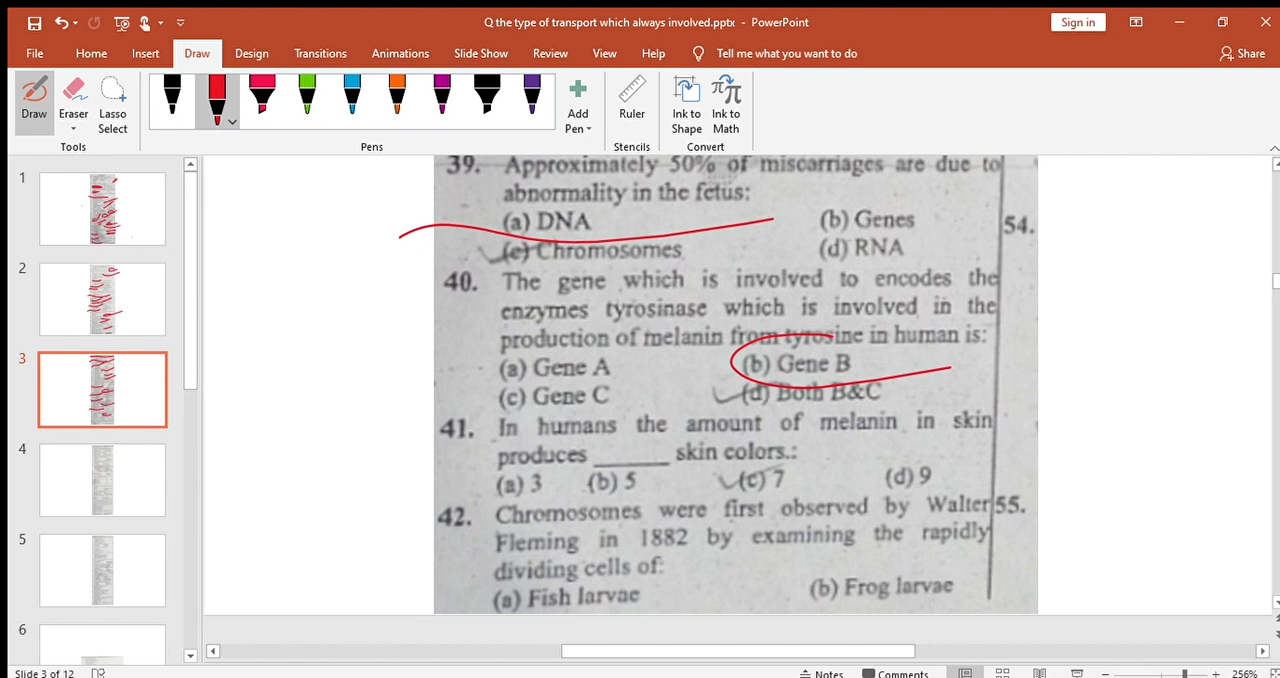 Q the type of transport which always involved.pptx - PowerPoint
Sign in
File Home Insert Draw Design Transitions Animations Slide Show Review View Help Tell me what you want to do Share
Draw Eraser Lasso Select
Add Pen
Ruler
Ink to Shape Ink to Math
Tools Pens Stencils Convert
1
2
3
4
5
6
39. Approximately 50% of miscarriages are due to
abnormality in the fetus:
(a) DNA (b) Genes
(c) Chromosomes (d) RNA
40. The gene which is involved to encodes the
enzymes tyrosinase which is involved in the
production of melanin from tyrosine in human is:
(a) Gene A (b) Gene B
(c) Gene C (d) Both B&C
41. In humans the amount of melanin in skin
produces ______ skin colors.:
(a) 3 (b) 5 (c) 7 (d) 9
42. Chromosomes were first observed by Walter
Fleming in 1882 by examining the rapidly
dividing cells of:
(a) Fish larvae (b) Frog larvae
54.
55.
Slide 3 of 12 Notes Comments 256%